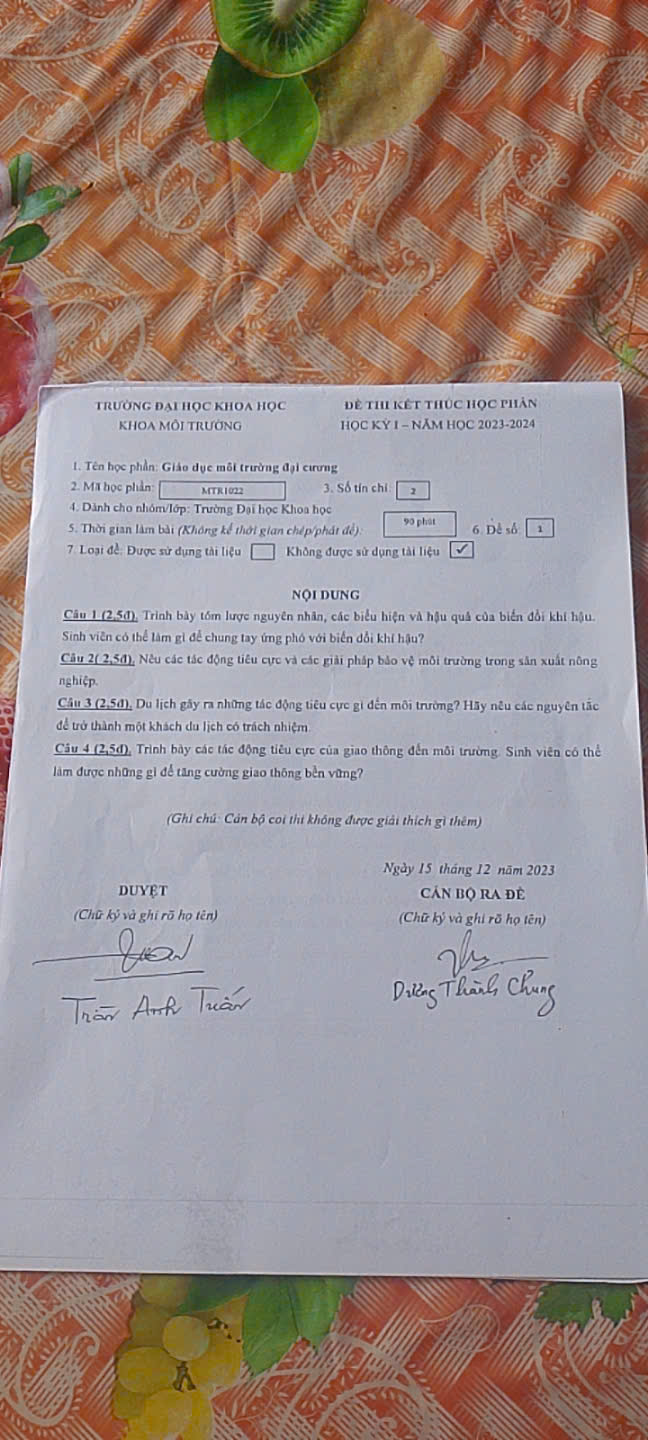 TRƯỜNG ĐẠI HỌC KHOA HỌC
KHOA MÔI TRƯỜNG
ĐỀ THI KẾT THÚC HỌC PHẦN
HỌC KỲ I – NĂM HỌC 2023-2024
1. Tên học phần: Giáo dục môi trường đại cương
2. Mã học phần: MTR1022 3. Số tín chỉ: 2
4. Dành cho nhóm/lớp: Trường Đại học Khoa học
5. Thời gian làm bài (Không kể thời gian chép/phát đề): 90 phút 6. Đề số: 1
7. Loại đề: Được sử dụng tài liệu Không được sử dụng tài liệu ✓
NỘI DUNG
Câu 1 (2,5đ). Trình bày tóm lược nguyên nhân, các biểu hiện và hậu quả của biến đổi khí hậu.
Sinh viên có thể làm gì để chung tay ứng phó với biến đổi khí hậu?
Câu 2( 2,5đ). Nêu các tác động tiêu cực và các giải pháp bảo vệ môi trường trong sản xuất nông
nghiệp.
Câu 3 (2,5đ). Du lịch gây ra những tác động tiêu cực gì đến môi trường? Hãy nêu các nguyên tắc
để trở thành một khách du lịch có trách nhiệm.
Câu 4 (2,5đ). Trình bày các tác động tiêu cực của giao thông đến môi trường. Sinh viên có thể
làm được những gì để tăng cường giao thông bền vững?
(Ghi chú: Cán bộ coi thi không được giải thích gì thêm)
Ngày 15 tháng 12 năm 2023
DUYỆT
(Chữ ký và ghi rõ họ tên)
Trần Anh Tuấn
CÁN BỘ RA ĐỀ
(Chữ ký và ghi rõ họ tên)
Dương Thành Chung